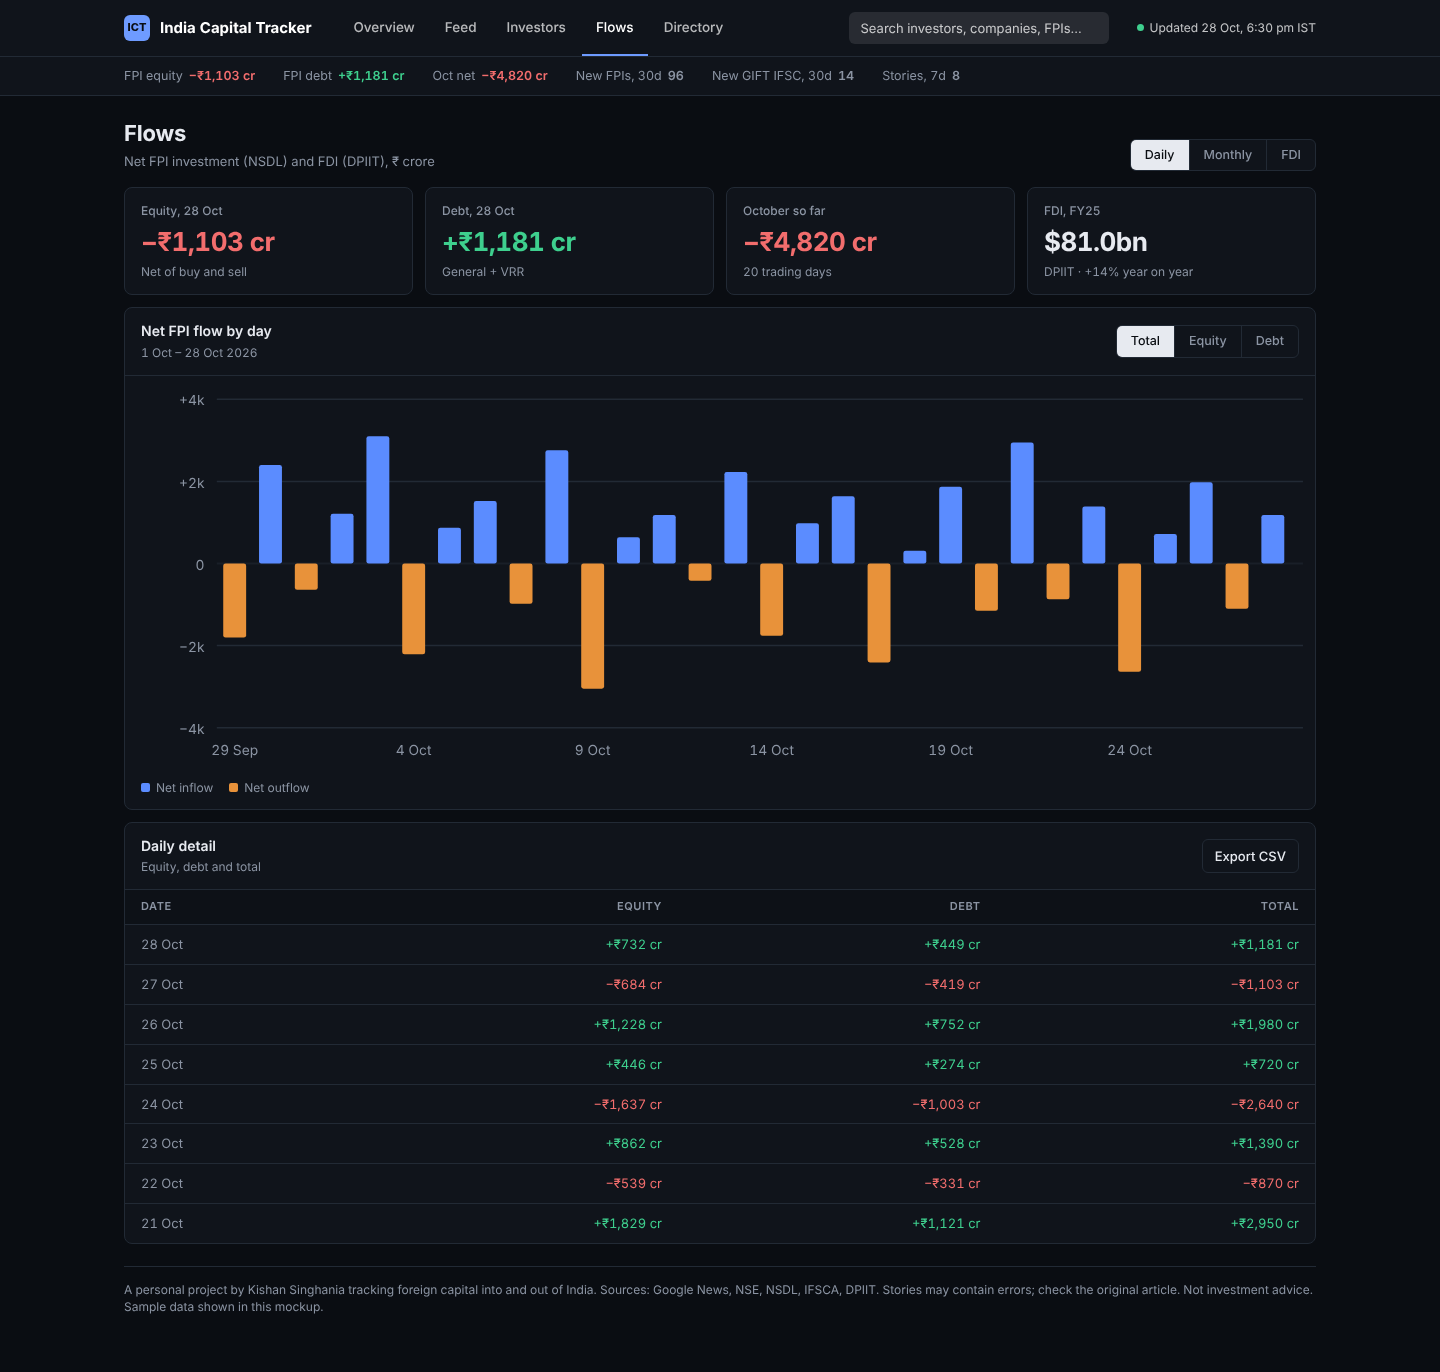 ICT India Capital Tracker Overview Feed Investors Flows Directory Search investors, companies, FPIs... Updated 28 Oct, 6:30 pm IST
FPI equity −₹1,103 cr FPI debt +₹1,181 cr Oct net −₹4,820 cr New FPIs, 30d 96 New GIFT IFSC, 30d 14 Stories, 7d 8
Flows
Net FPI investment (NSDL) and FDI (DPIIT), ₹ crore
Daily Monthly FDI
Equity, 28 Oct
−₹1,103 cr
Net of buy and sell
Debt, 28 Oct
+₹1,181 cr
General + VRR
October so far
−₹4,820 cr
20 trading days
FDI, FY25
$81.0bn
DPIIT · +14% year on year
Net FPI flow by day
1 Oct – 28 Oct 2026
Total Equity Debt
+4k
+2k
0
−2k
−4k
29 Sep 4 Oct 9 Oct 14 Oct 19 Oct 24 Oct
Net inflow Net outflow
Daily detail
Equity, debt and total
Export CSV
DATE EQUITY DEBT TOTAL
28 Oct +₹732 cr +₹449 cr +₹1,181 cr
27 Oct −₹684 cr −₹419 cr −₹1,103 cr
26 Oct +₹1,228 cr +₹752 cr +₹1,980 cr
25 Oct +₹446 cr +₹274 cr +₹720 cr
24 Oct −₹1,637 cr −₹1,003 cr −₹2,640 cr
23 Oct +₹862 cr +₹528 cr +₹1,390 cr
22 Oct −₹539 cr −₹331 cr −₹870 cr
21 Oct +₹1,829 cr +₹1,121 cr +₹2,950 cr
A personal project by Kishan Singhania tracking foreign capital into and out of India. Sources: Google News, NSE, NSDL, IFSCA, DPIIT. Stories may contain errors; check the original article. Not investment advice.
Sample data shown in this mockup.